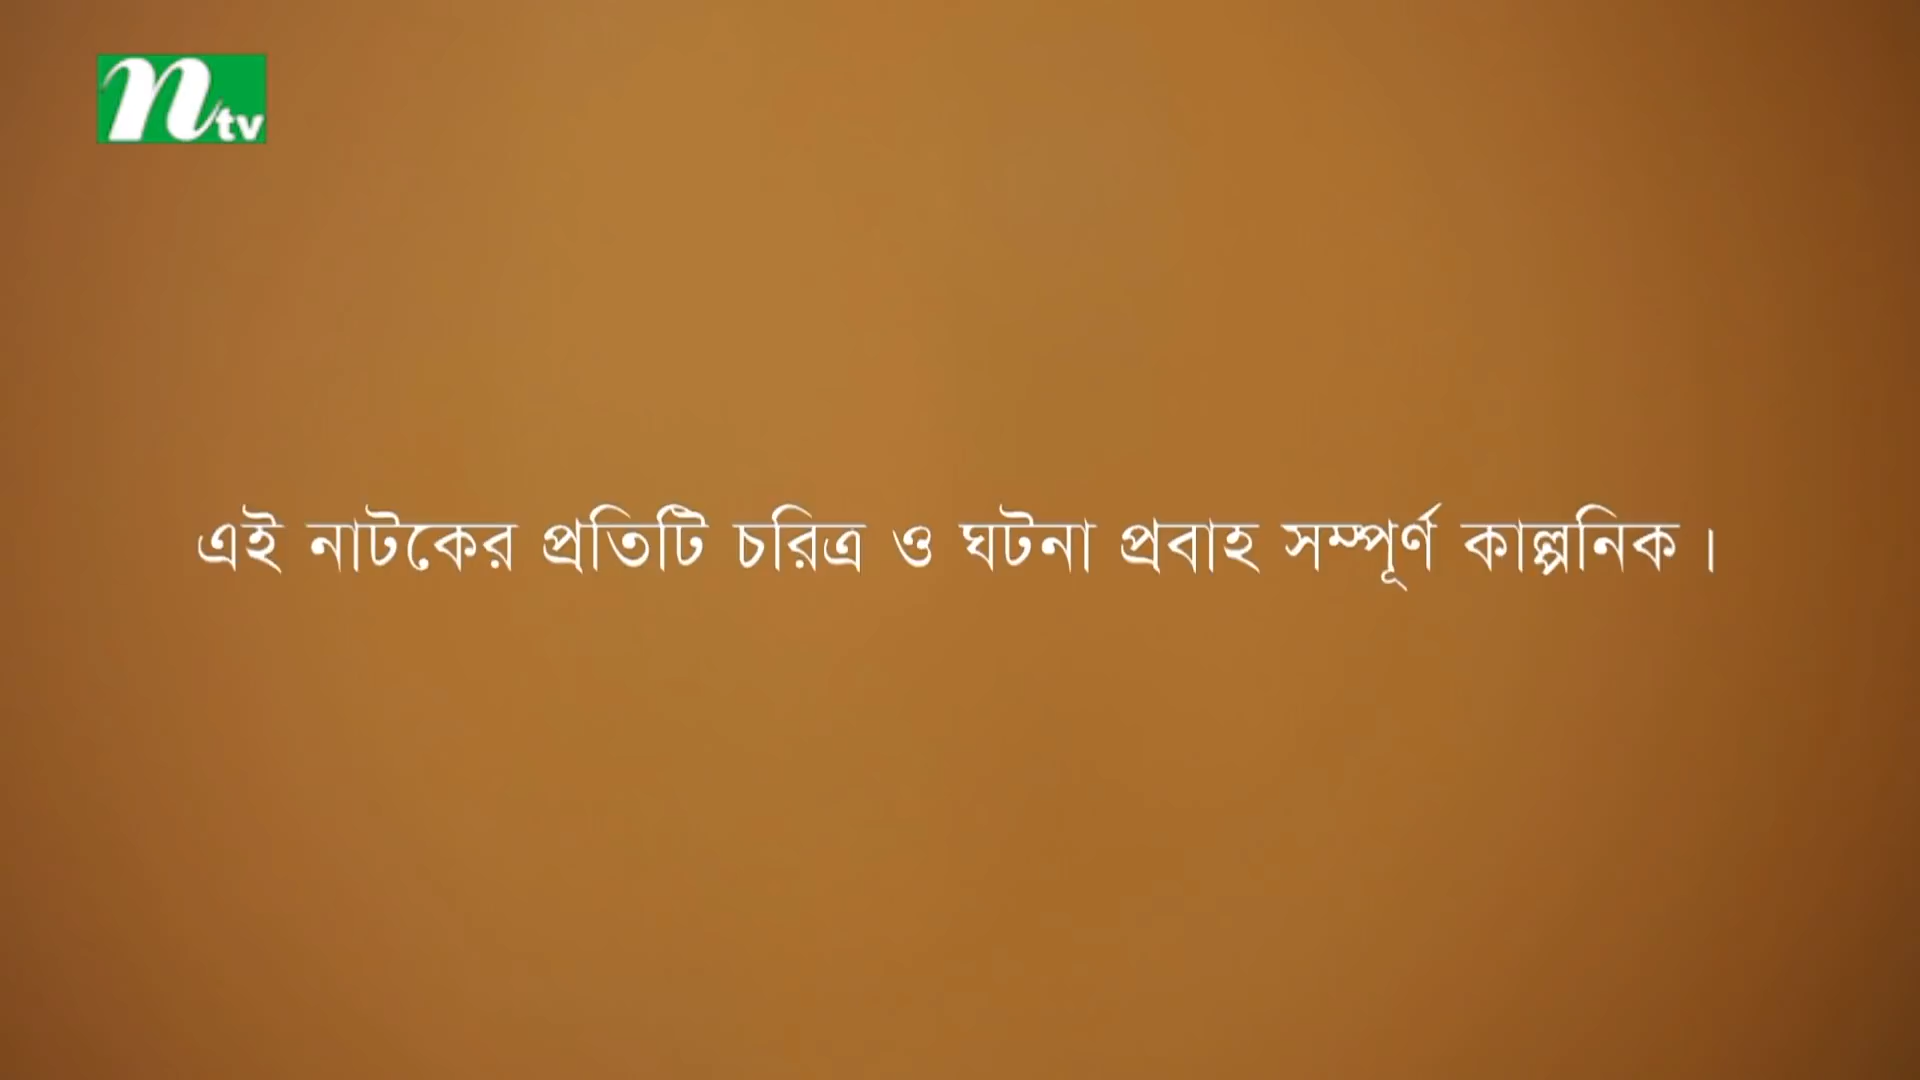 ntv
এই নাটকের প্রতিটি চরিত্র ও ঘটনা প্রবাহ সম্পূর্ণ কাল্পনিক।